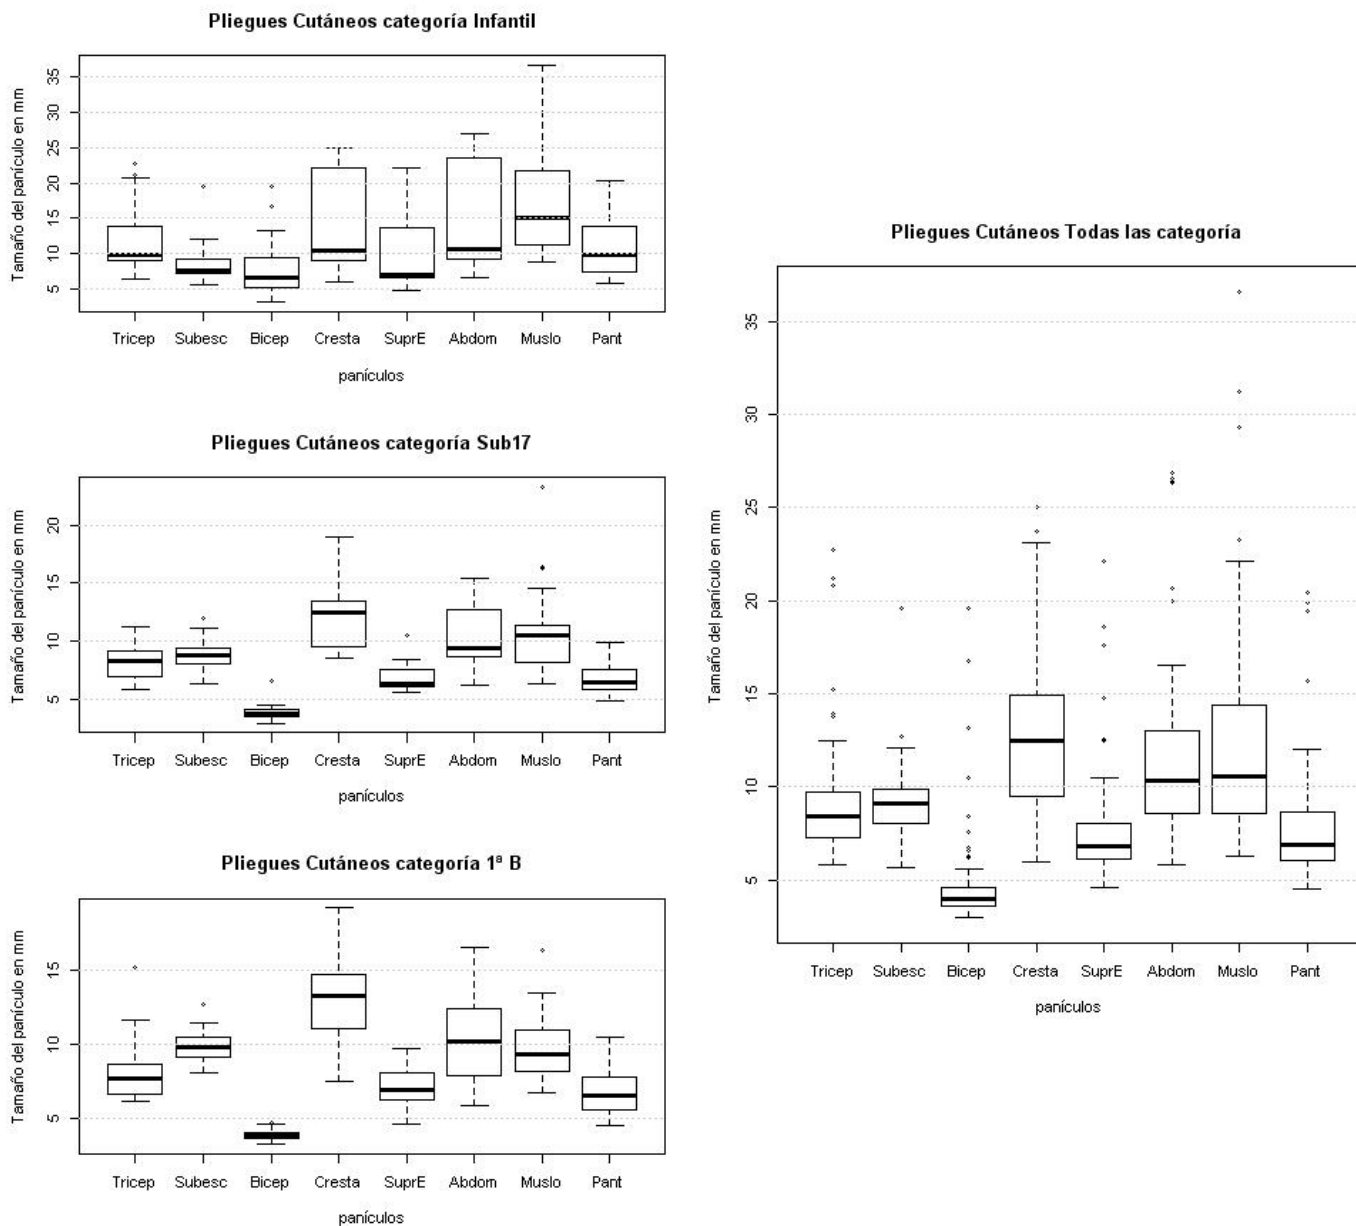 Pliegues Cutáneos categoría Infantil
Tamaño del panículo en mm
35
30
25
20
15
10
5
Tricep Subesc Bicep Cresta SuprE Abdom Muslo Pant
panículos
Pliegues Cutáneos categoría Sub17
Tamaño del panículo en mm
20
15
10
5
Tricep Subesc Bicep Cresta SuprE Abdom Muslo Pant
panículos
Pliegues Cutáneos categoría 1ª B
Tamaño del panículo en mm
15
10
5
Tricep Subesc Bicep Cresta SuprE Abdom Muslo Pant
panículos
Pliegues Cutáneos Todas las categoría
Tamaño del panículo en mm
35
30
25
20
15
10
5
Tricep Subesc Bicep Cresta SuprE Abdom Muslo Pant
panículos